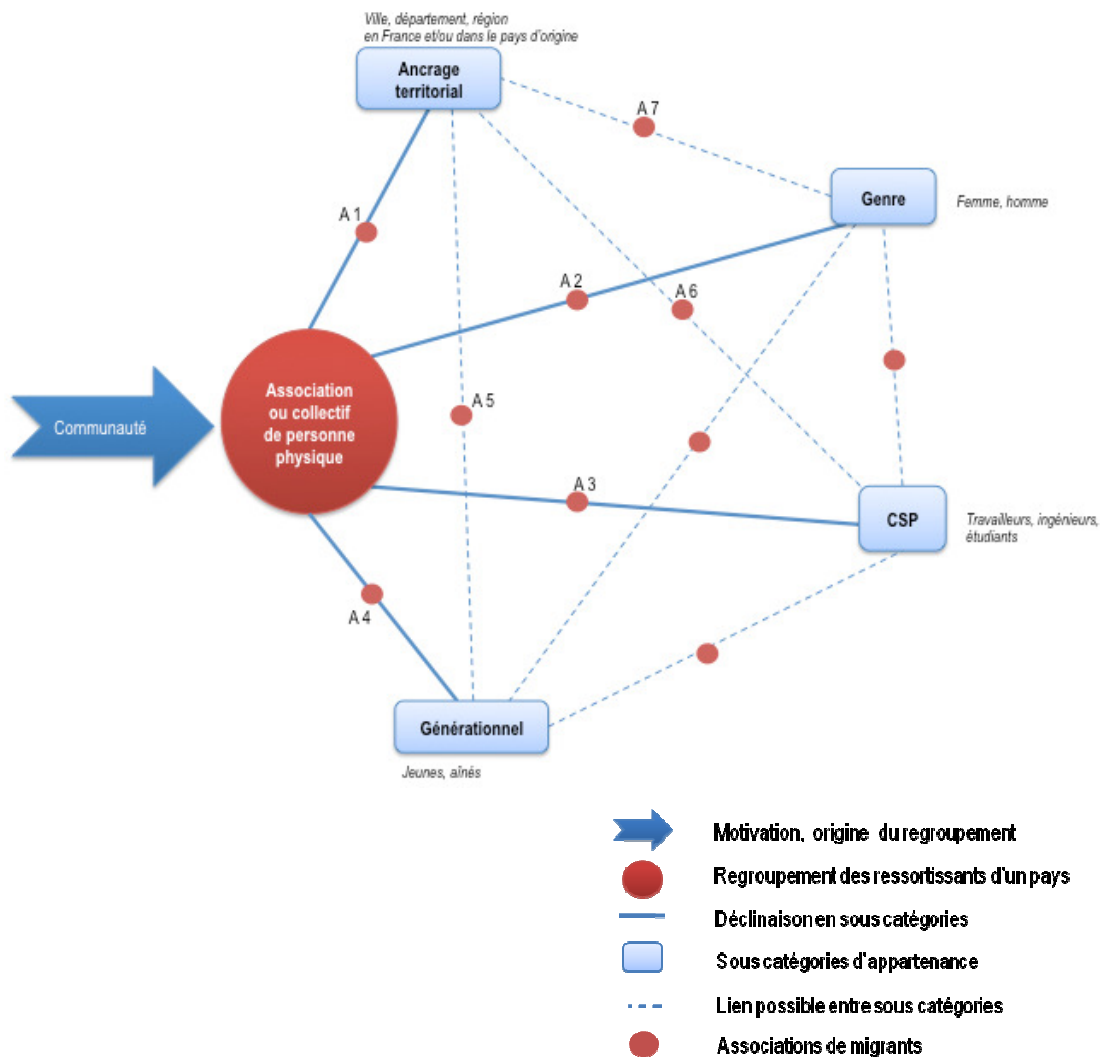 Ville, département, région
en France et/ou dans le pays d'origine
Ancrage
territorial
A 7
Genre
Femme, homme
A 1
A 2
A 6
Association
ou collectif
de personne
physique
Communauté
A 5
A 3
CSP
Travailleurs, ingénieurs,
étudiants
A 4
Générationnel
Jeunes, aînés
Motivation, origine du regroupement
Regroupement des ressortissants d'un pays
Déclinaison en sous catégories
Sous catégories d'appartenance
Lien possible entre sous catégories
Associations de migrants